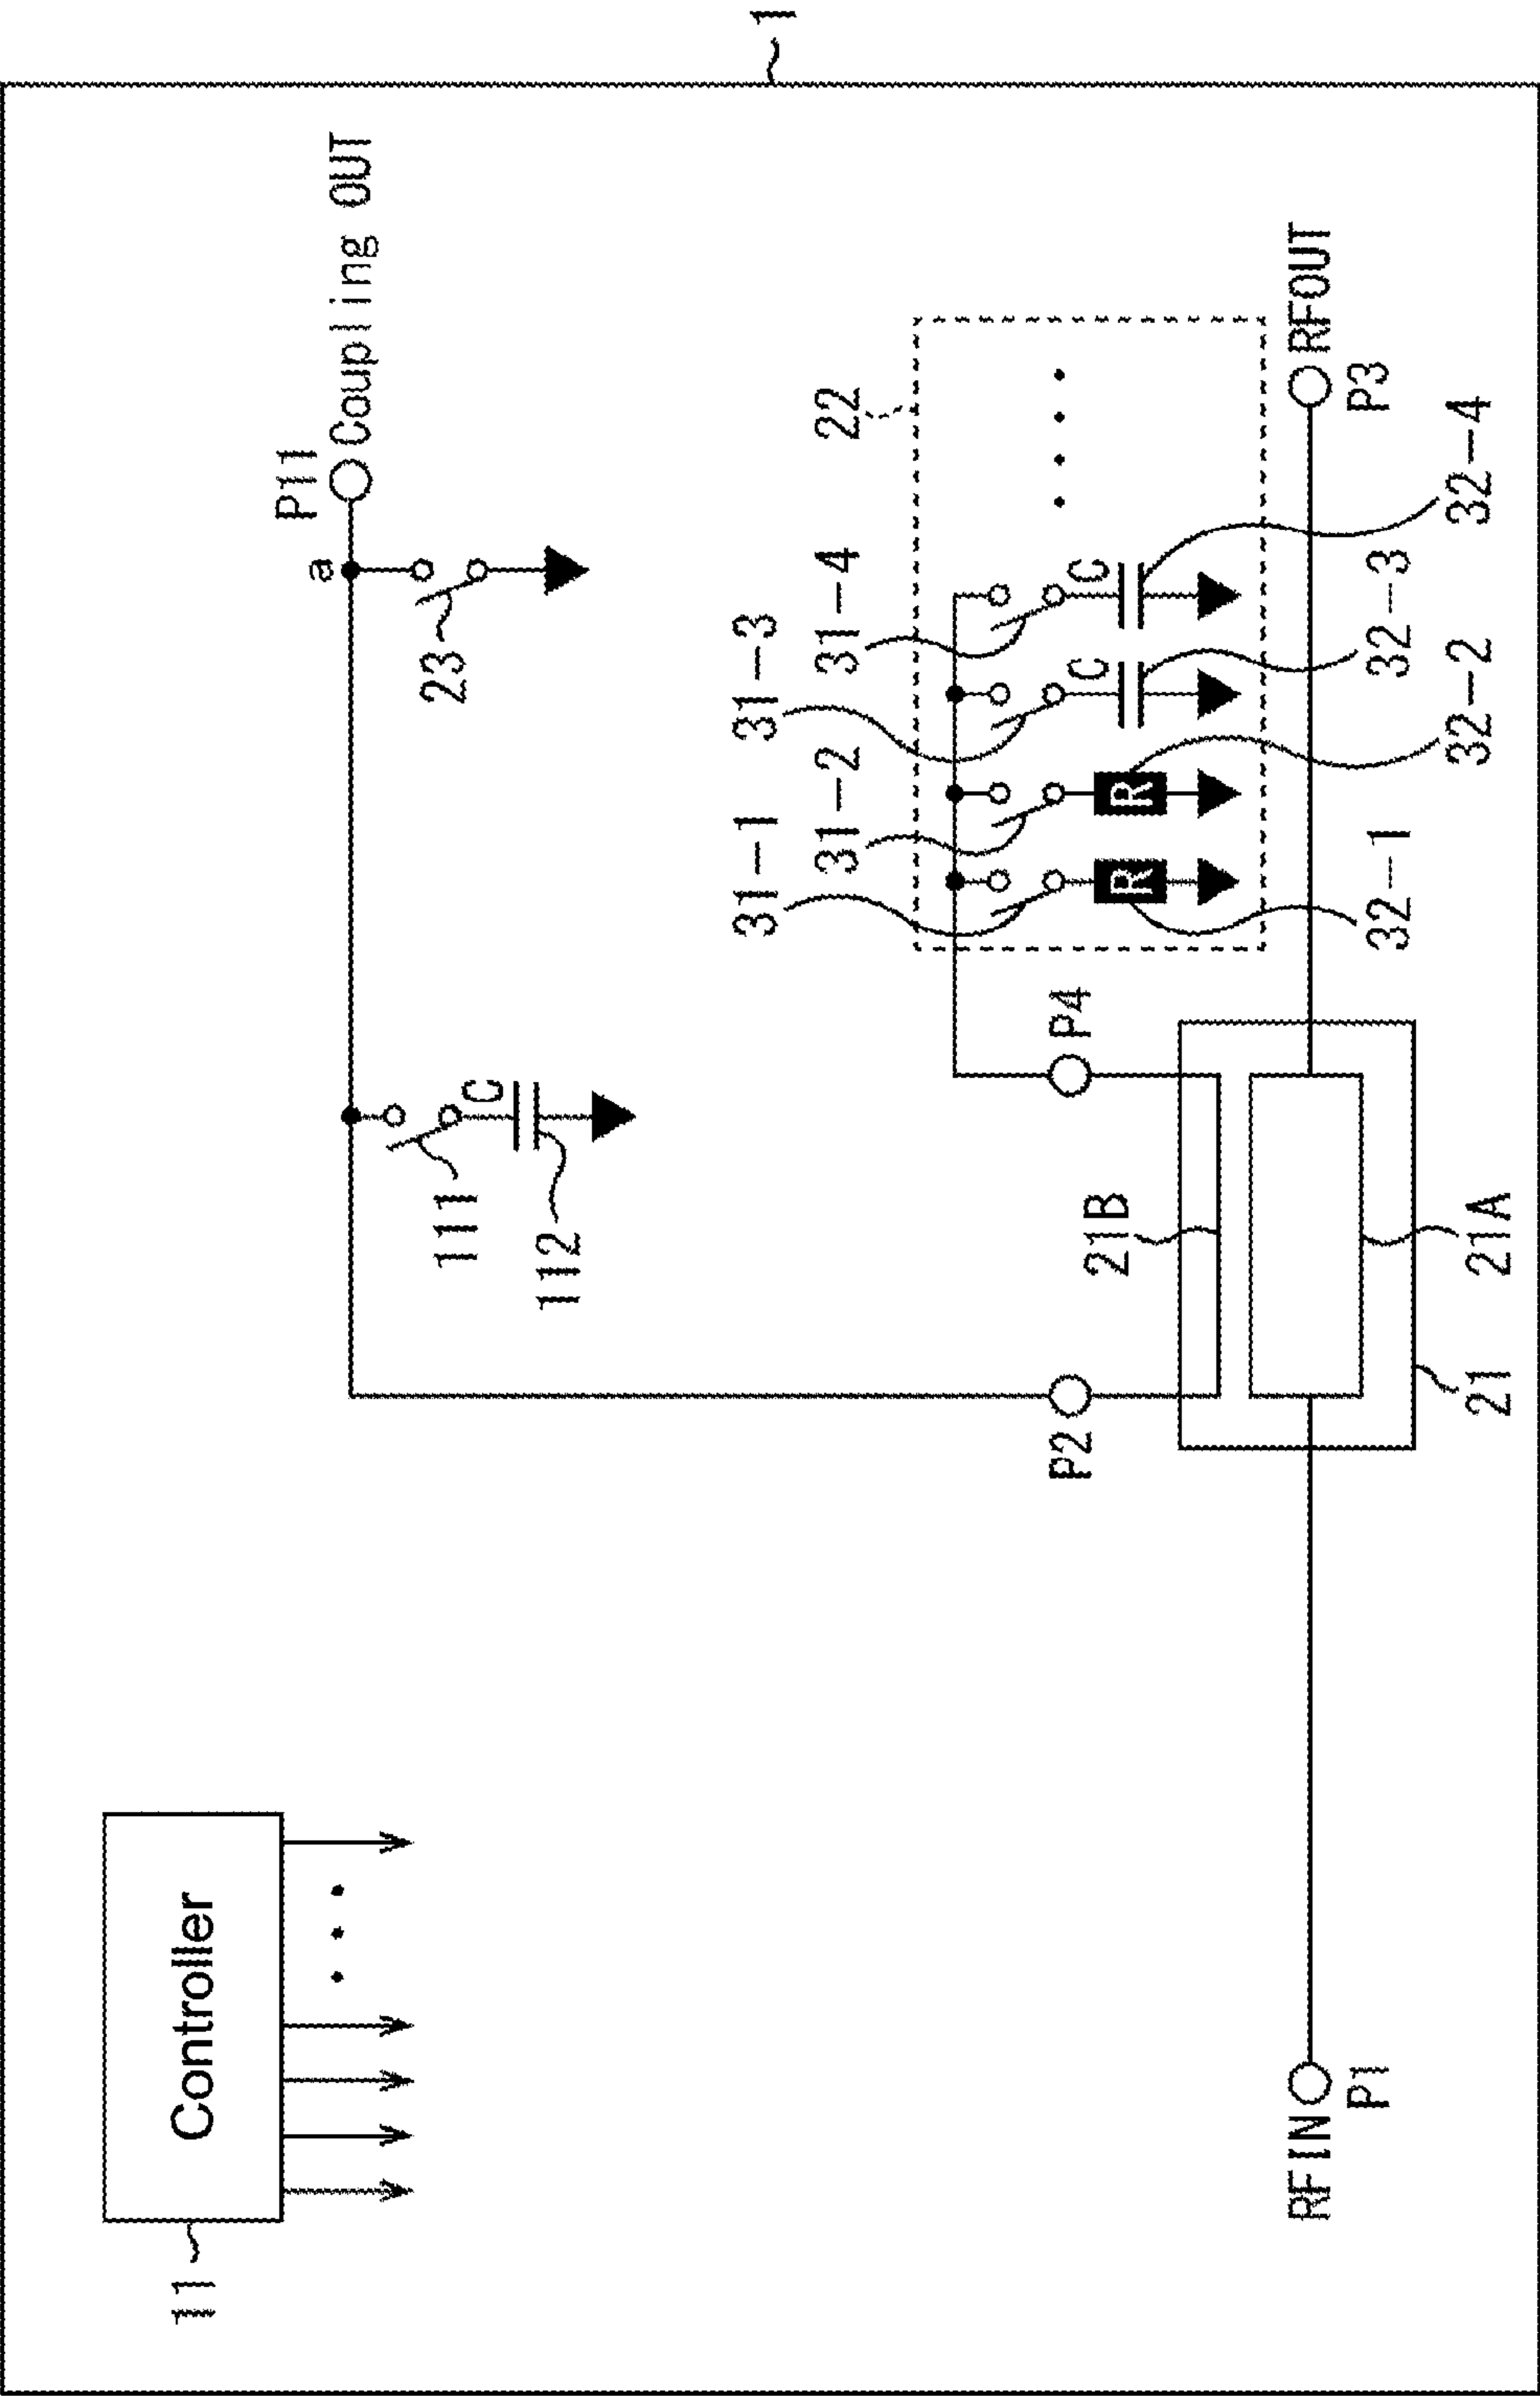 1
11
Controller
P11
Coupling OUT
a
23
111
C
112
22
31-1
31-2
31-3
31-4
R
R
C
C
32-1
32-2
32-3
32-4
P2
P4
21B
21A
21
RFIN
P1
RFOUT
P3